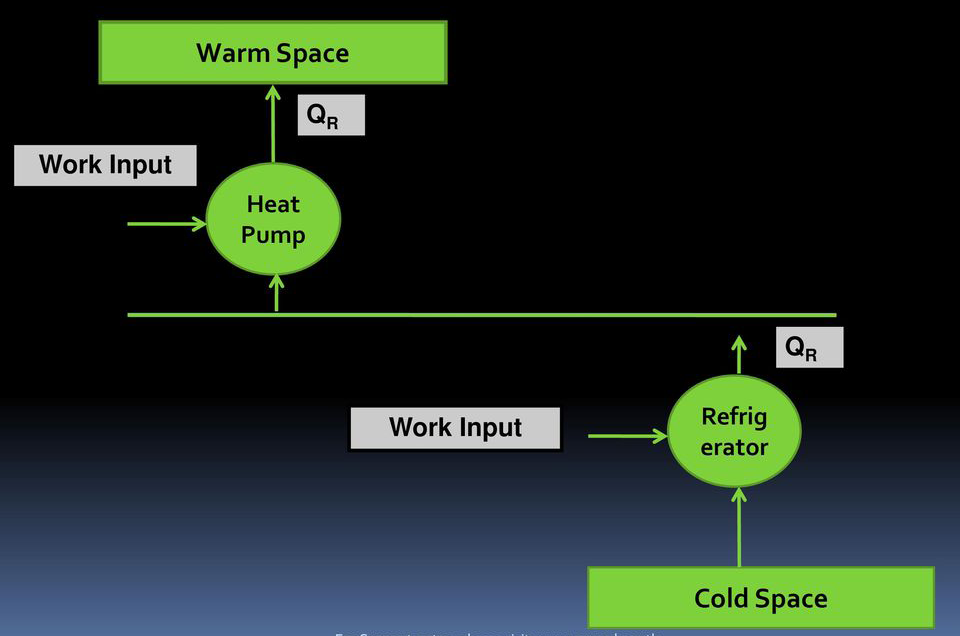 Warm Space
QR
Work Input
Heat
Pump
QR
Work Input
Refrig
erator
Cold Space